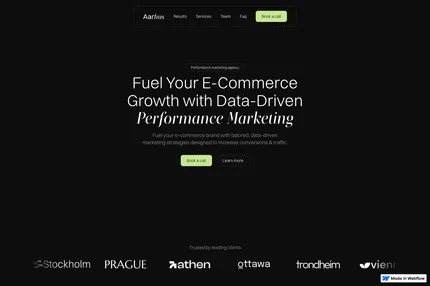 Aarhus
Results
Services
Team
Faq
Book a call
Performance marketing agency
Fuel Your E-Commerce
Growth with Data-Driven
Performance Marketing
Fuel your e-commerce brand with tailored, data-driven
marketing strategies designed to increase conversions & traffic.
Book a call
Learn more
Trusted by leading clients
Stockholm
PRAGUE
athen
ottawa
trondheim
vienn
Made in Webflow